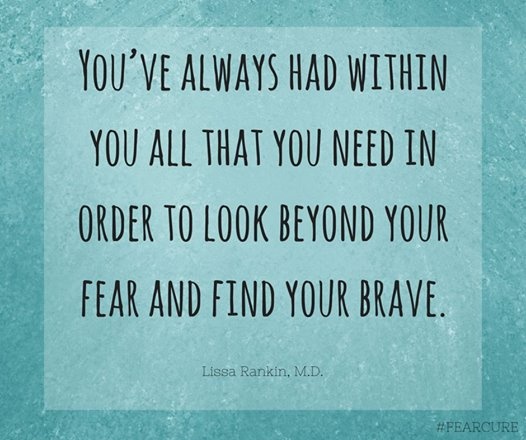 YOU'VE ALWAYS HAD WITHIN
YOU ALL THAT YOU NEED IN
ORDER TO LOOK BEYOND YOUR
FEAR AND FIND YOUR BRAVE.
Lissa Rankin, M.D.
#FEARCURE